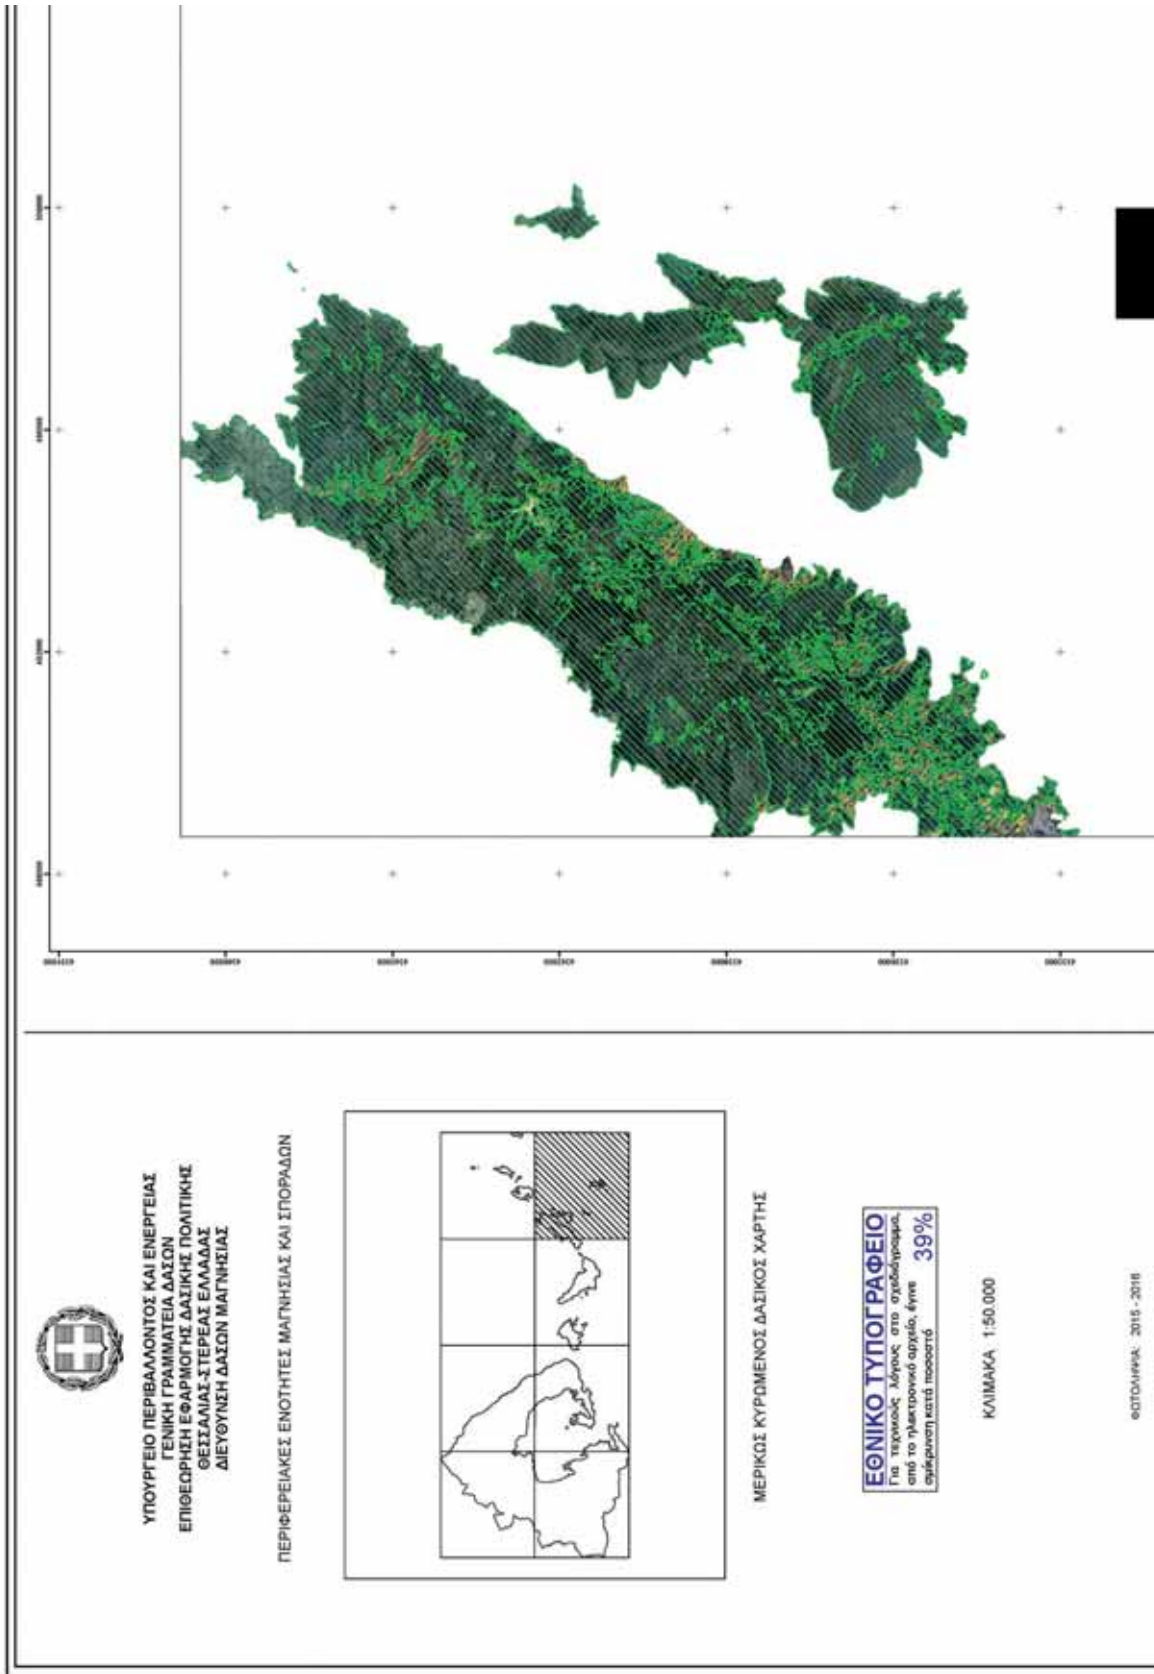 ΥΠΟΥΡΓΕΙΟ ΠΕΡΙΒΑΛΛΟΝΤΟΣ ΚΑΙ ΕΝΕΡΓΕΙΑΣ
ΓΕΝΙΚΗ ΓΡΑΜΜΑΤΕΙΑ ΔΑΣΩΝ
ΕΠΙΘΕΩΡΗΣΗ ΕΦΑΡΜΟΓΗΣ ΔΑΣΙΚΗΣ ΠΟΛΙΤΙΚΗΣ
ΘΕΣΣΑΛΙΑΣ-ΣΤΕΡΕΑΣ ΕΛΛΑΔΑΣ
ΔΙΕΥΘΥΝΣΗ ΔΑΣΩΝ ΜΑΓΝΗΣΙΑΣ
ΠΕΡΙΦΕΡΕΙΑΚΕΣ ΕΝΟΤΗΤΕΣ ΜΑΓΝΗΣΙΑΣ ΚΑΙ ΣΠΟΡΑΔΩΝ
ΜΕΡΙΚΩΣ ΚΥΡΩΜΕΝΟΣ ΔΑΣΙΚΟΣ ΧΑΡΤΗΣ
ΕΘΝΙΚΟ ΤΥΠΟΓΡΑΦΕΙΟ
Για τεχνικούς λόγους στο σχεδιάγραμμα,
από το ηλεκτρονικό αρχείο, έγινε
σμίκρυνση κατά ποσοστό 39%
ΚΛΙΜΑΚΑ 1:50.000
ΦΩΤΟΛΗΨΙΑ: 2015 - 2016